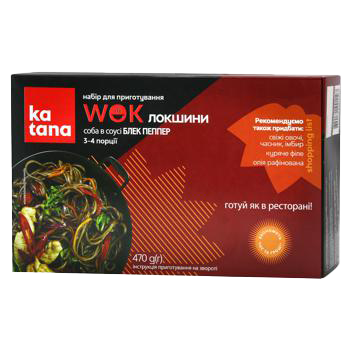 ka
tana
набір для приготування
WOK ЛОКШИНИ
соба в соусі БЛЕК ПЕППЕР
3-4 порції
Рекомендуємо
також придбати:
свіжі овочі,
часник, імбир
куряче філе
олія рафінована
shopping list
готуй як в ресторані!
470 g(г)
інструкція приготування на звороті